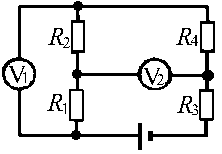 R₂ R₄
V₁ V₂
R₁ R₃